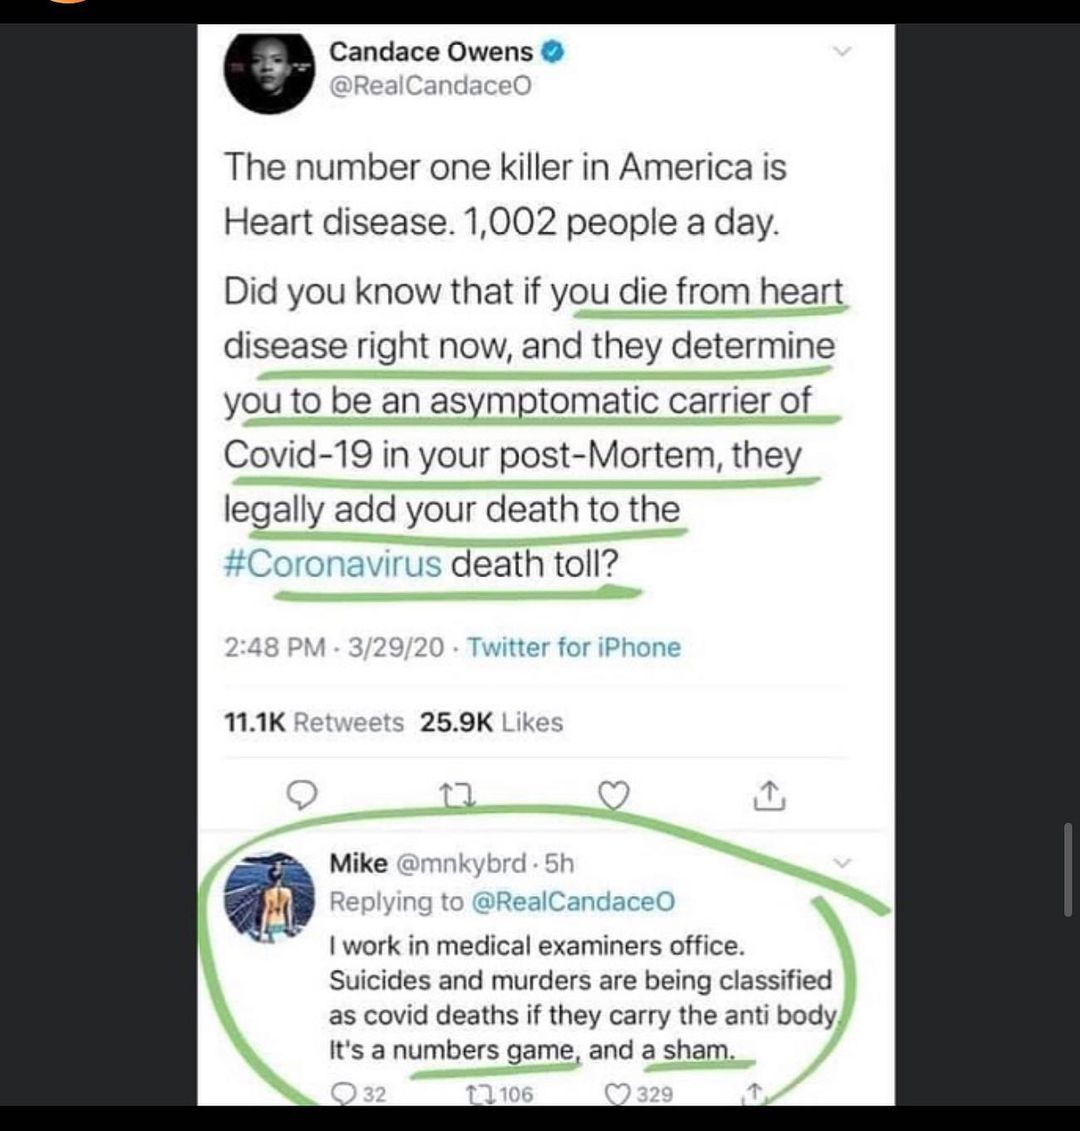 Candace Owens
@RealCandaceO
The number one killer in America is
Heart disease. 1,002 people a day.
Did you know that if you die from heart
disease right now, and they determine
you to be an asymptomatic carrier of
Covid-19 in your post-Mortem, they
legally add your death to the
#Coronavirus death toll?
2:48 PM · 3/29/20 · Twitter for iPhone
11.1K Retweets 25.9K Likes
Mike @mnkybrd · 5h
Replying to @RealCandaceO
I work in medical examiners office.
Suicides and murders are being classified
as covid deaths if they carry the anti body.
It's a numbers game, and a sham.
32 106 329